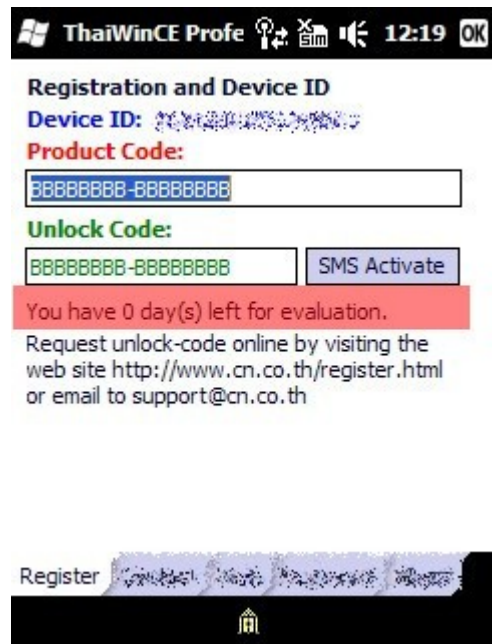 ThaiWinCE Profe 12:19 OK
Registration and Device ID
Device ID:
Product Code:
BBBBBBBB-BBBBBBBB
Unlock Code:
BBBBBBBB-BBBBBBBB SMS Activate
You have 0 day(s) left for evaluation.
Request unlock-code online by visiting the
web site http://www.cn.co.th/register.html
or email to support@cn.co.th
Register